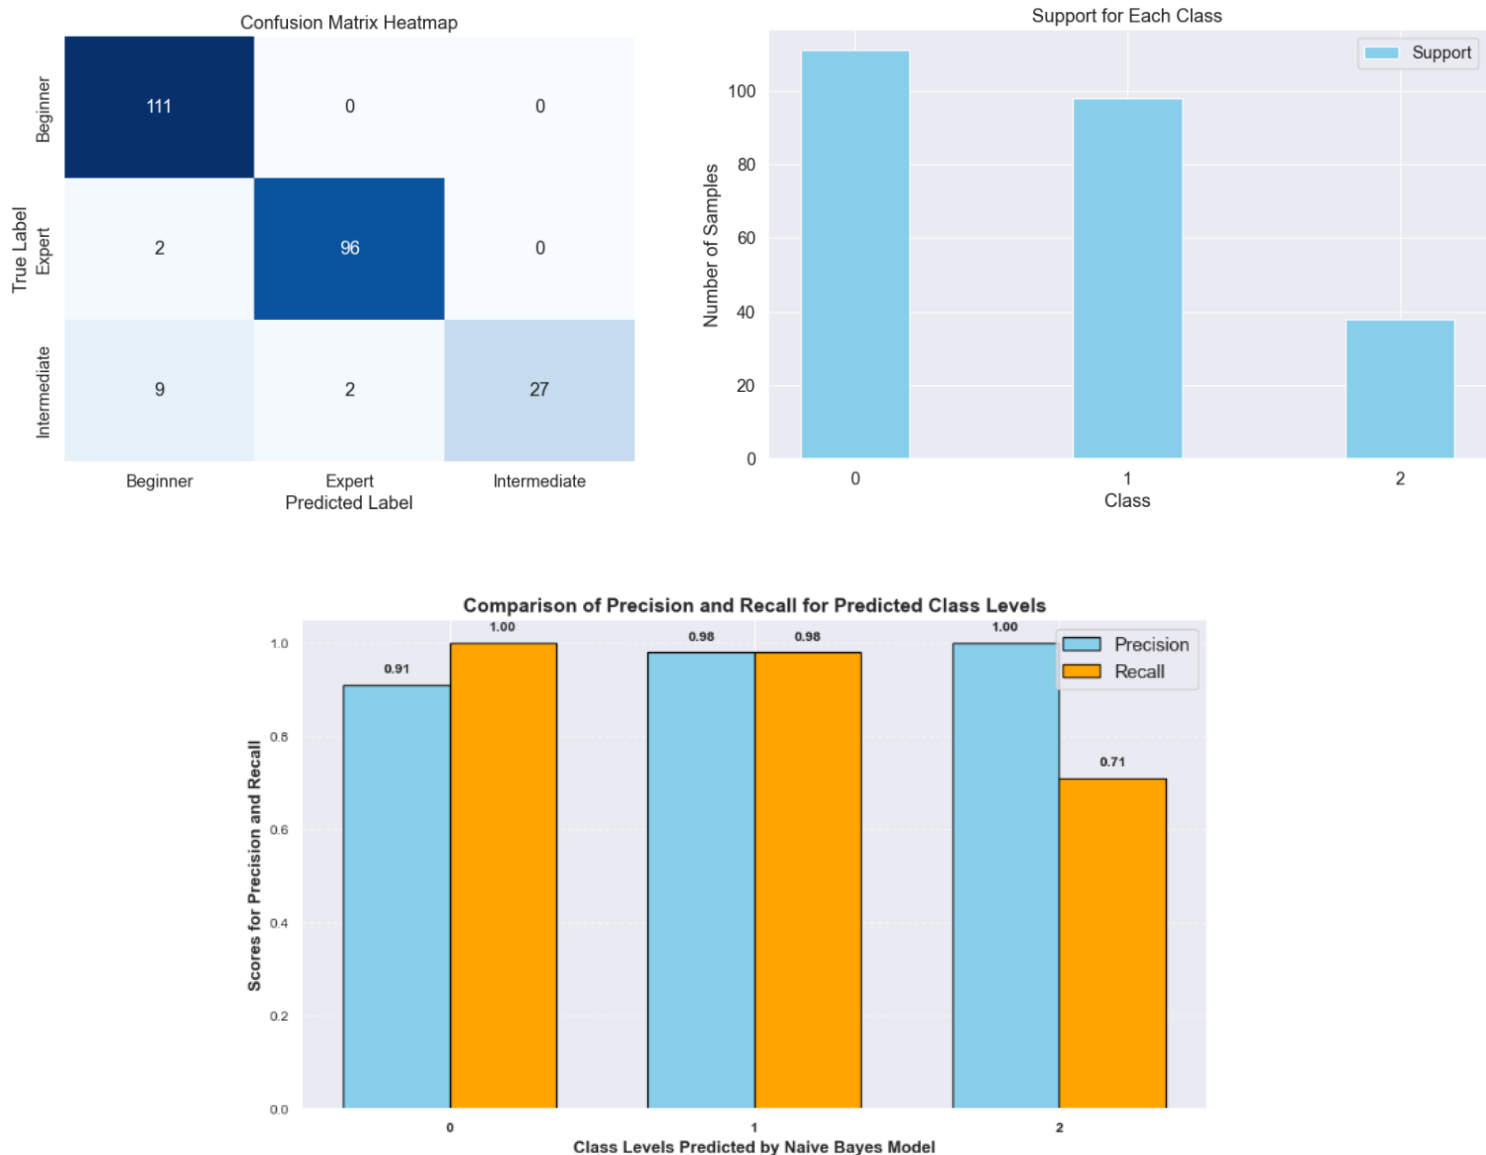 Confusion Matrix Heatmap
True Label
Beginner
111 0 0
Expert
2 96 0
Intermediate
9 2 27
Beginner Expert Intermediate
Predicted Label
Support for Each Class
Support
Number of Samples
100
80
60
40
20
0
0 1 2
Class
Comparison of Precision and Recall for Predicted Class Levels
Precision
Recall
Scores for Precision and Recall
1.0
0.8
0.6
0.4
0.2
0.0
0.91 1.00 0.98 0.98 1.00 0.71
0 1 2
Class Levels Predicted by Naive Bayes Model